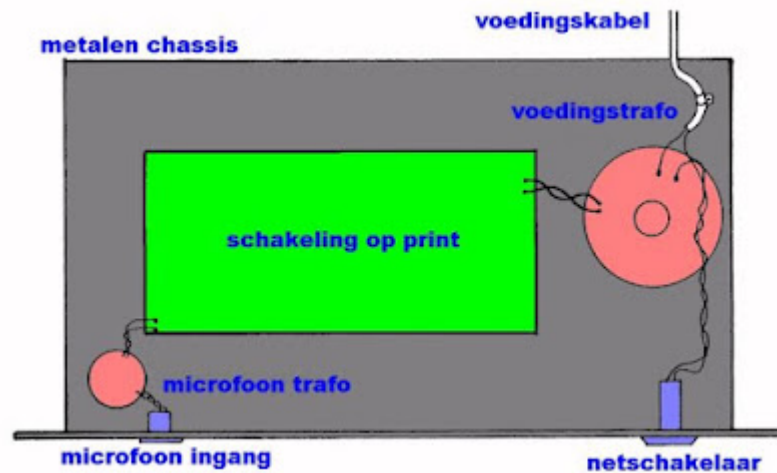 voedingskabel
metalen chassis
voedingstrafo
schakeling op print
microfoon trafo
microfoon ingang
netschakelaar